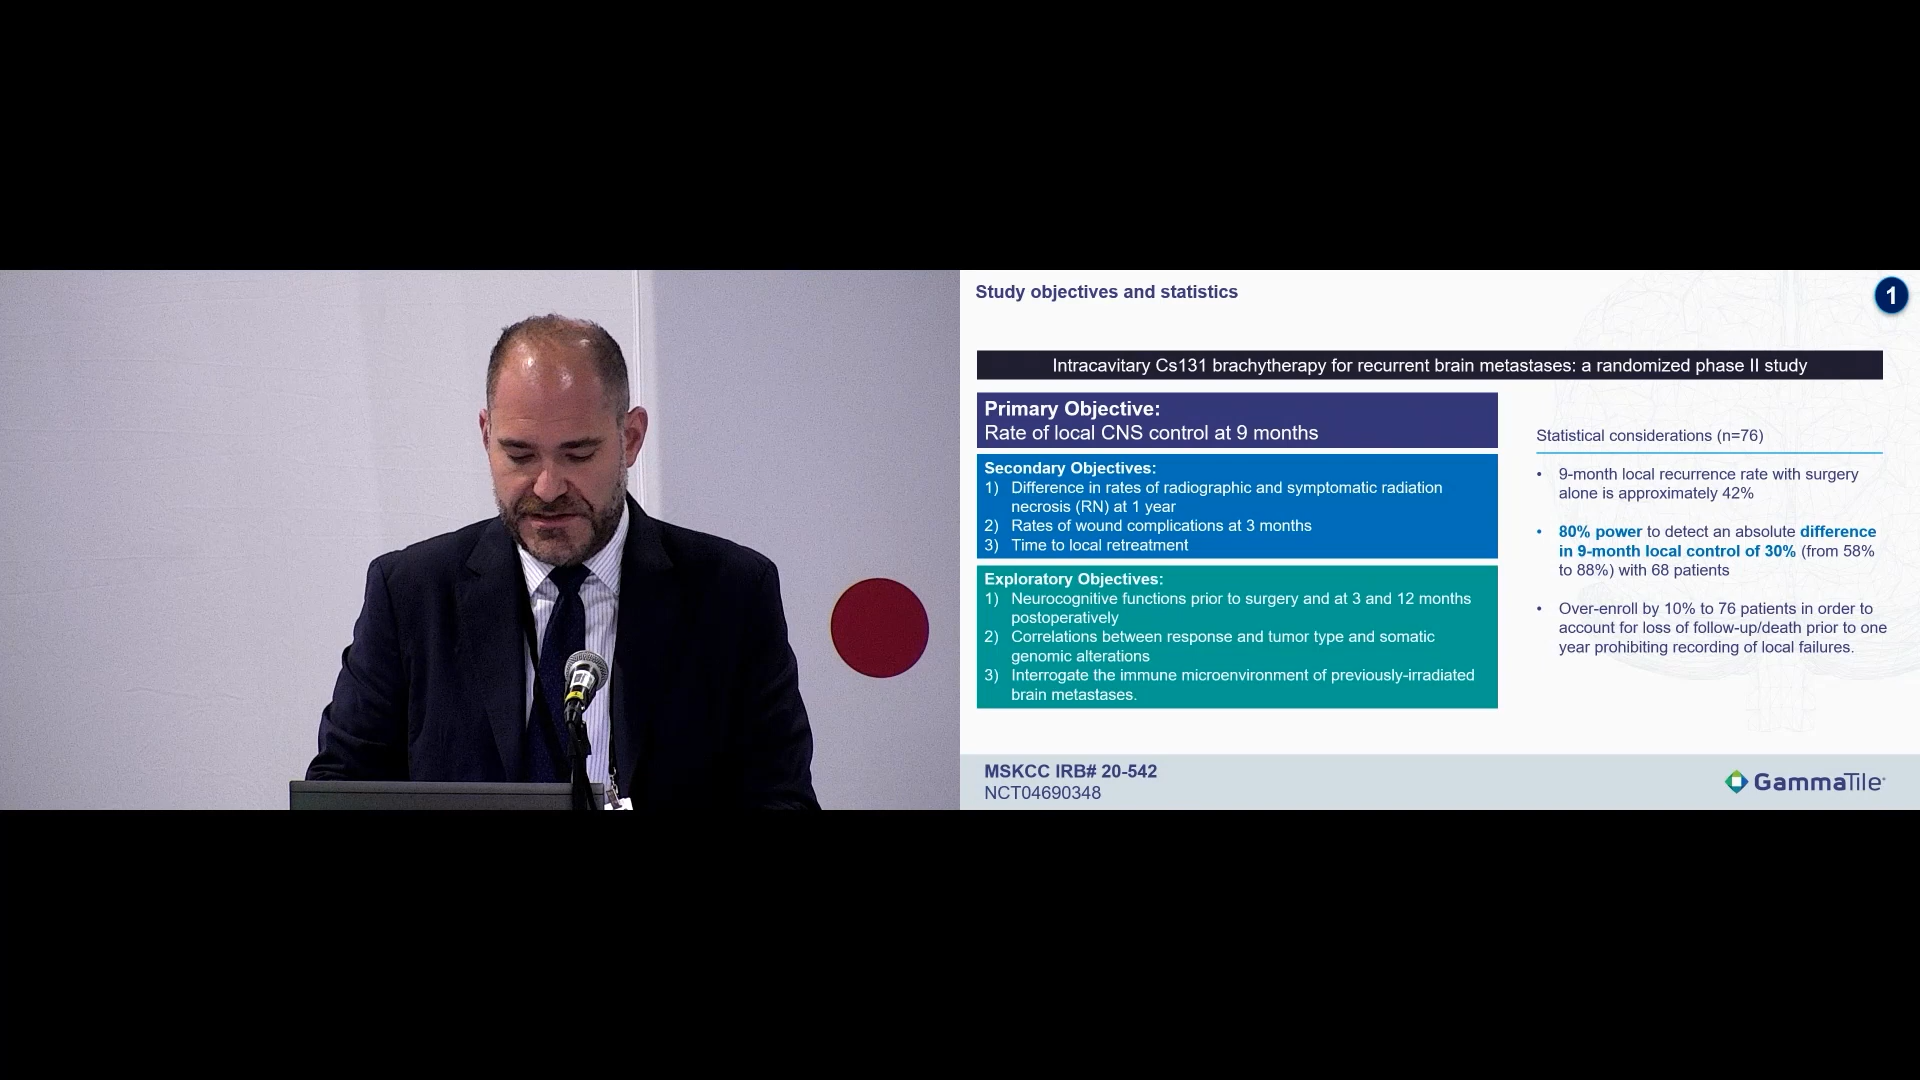 Study objectives and statistics
1
Intracavitary Cs131 brachytherapy for recurrent brain metastases: a randomized phase II study
Primary Objective:
Rate of local CNS control at 9 months
Secondary Objectives:
1) Difference in rates of radiographic and symptomatic radiation
necrosis (RN) at 1 year
2) Rates of wound complications at 3 months
3) Time to local retreatment
Exploratory Objectives:
1) Neurocognitive functions prior to surgery and at 3 and 12 months
postoperatively
2) Correlations between response and tumor type and somatic
genomic alterations
3) Interrogate the immune microenvironment of previously-irradiated
brain metastases.
Statistical considerations (n=76)
• 9-month local recurrence rate with surgery
alone is approximately 42%
• 80% power to detect an absolute difference
in 9-month local control of 30% (from 58%
to 88%) with 68 patients
• Over-enroll by 10% to 76 patients in order to
account for loss of follow-up/death prior to one
year prohibiting recording of local failures.
MSKCC IRB# 20-542
NCT04690348
GammaTile